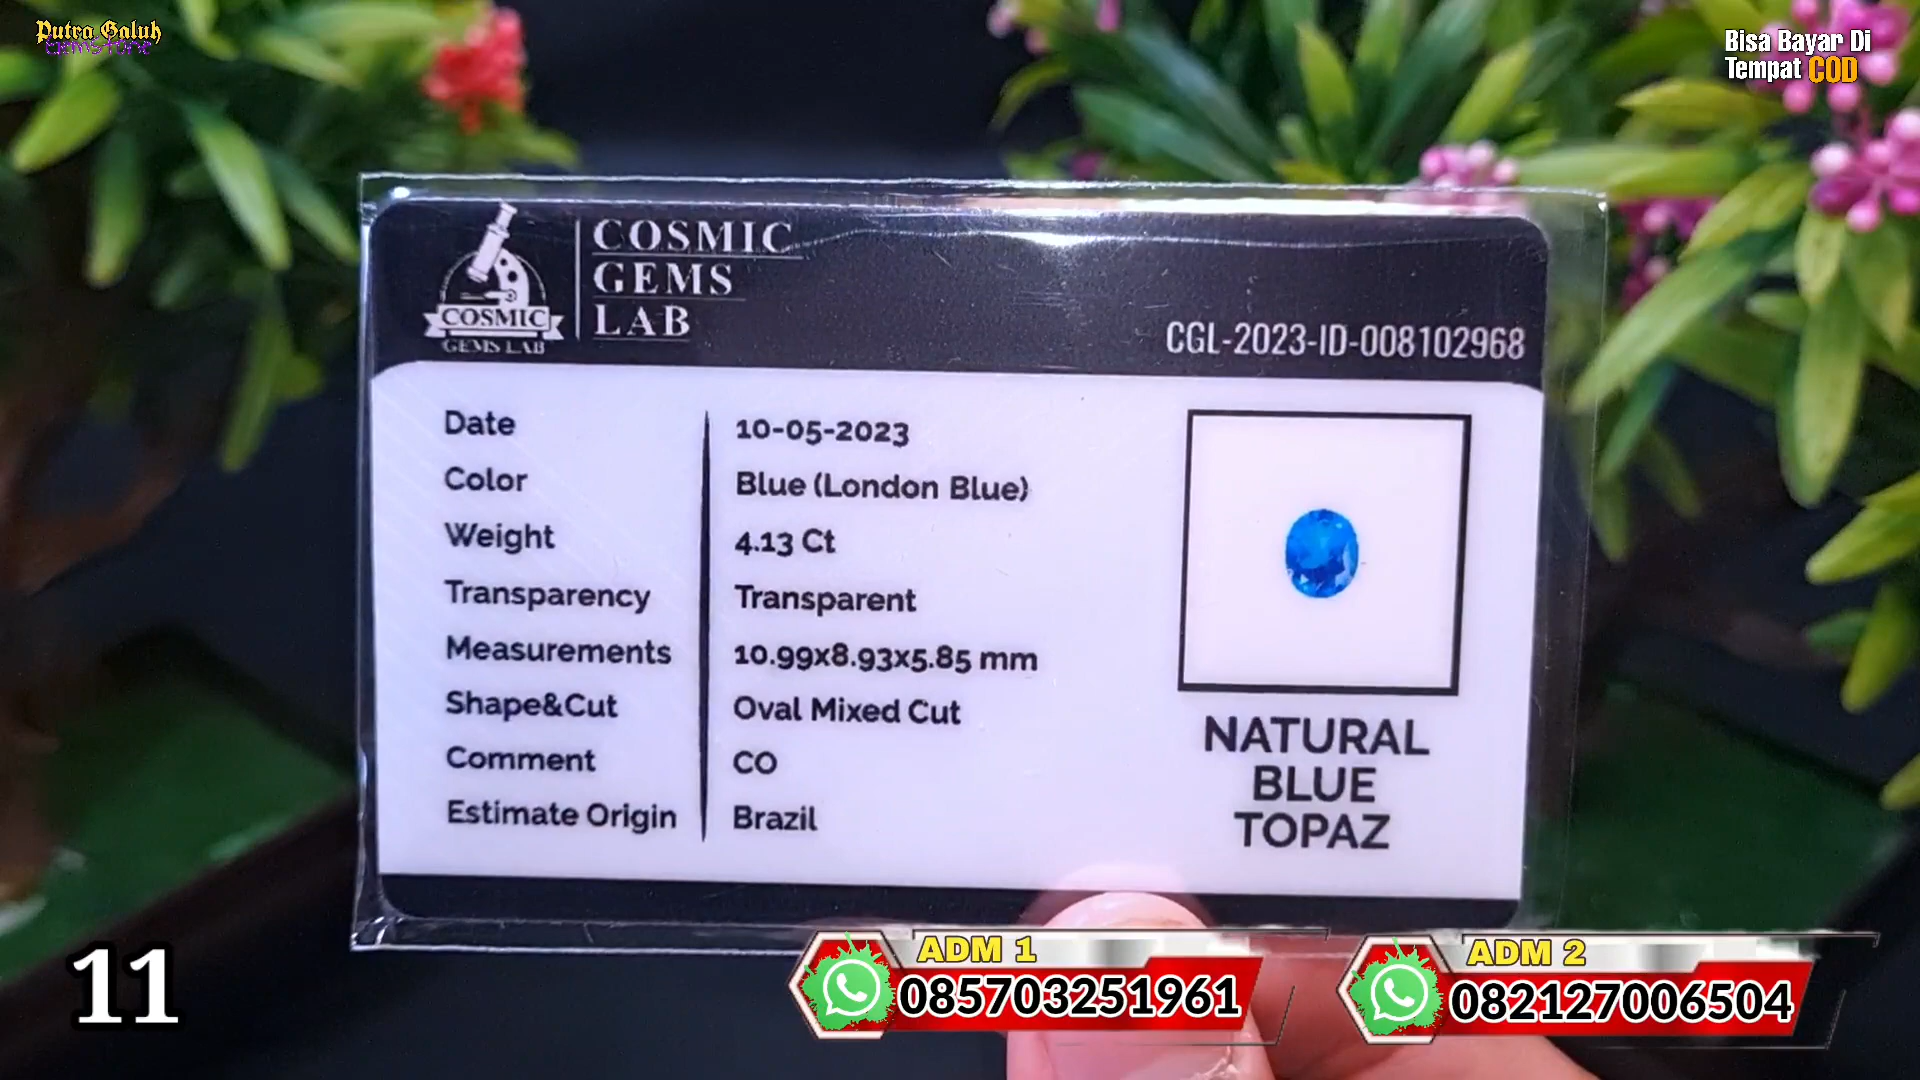 Putra Galuh
Gemstone
Bisa Bayar Di
Tempat COD
COSMIC
GEMS LAB
COSMIC
GEMS
LAB
CGL-2023-ID-008102968
Date 10-05-2023
Color Blue (London Blue)
Weight 4.13 Ct
Transparency Transparent
Measurements 10.99x8.93x5.85 mm
Shape&Cut Oval Mixed Cut
Comment CO
Estimate Origin Brazil
NATURAL
BLUE
TOPAZ
11
ADM 1
085703251961
ADM 2
082127006504